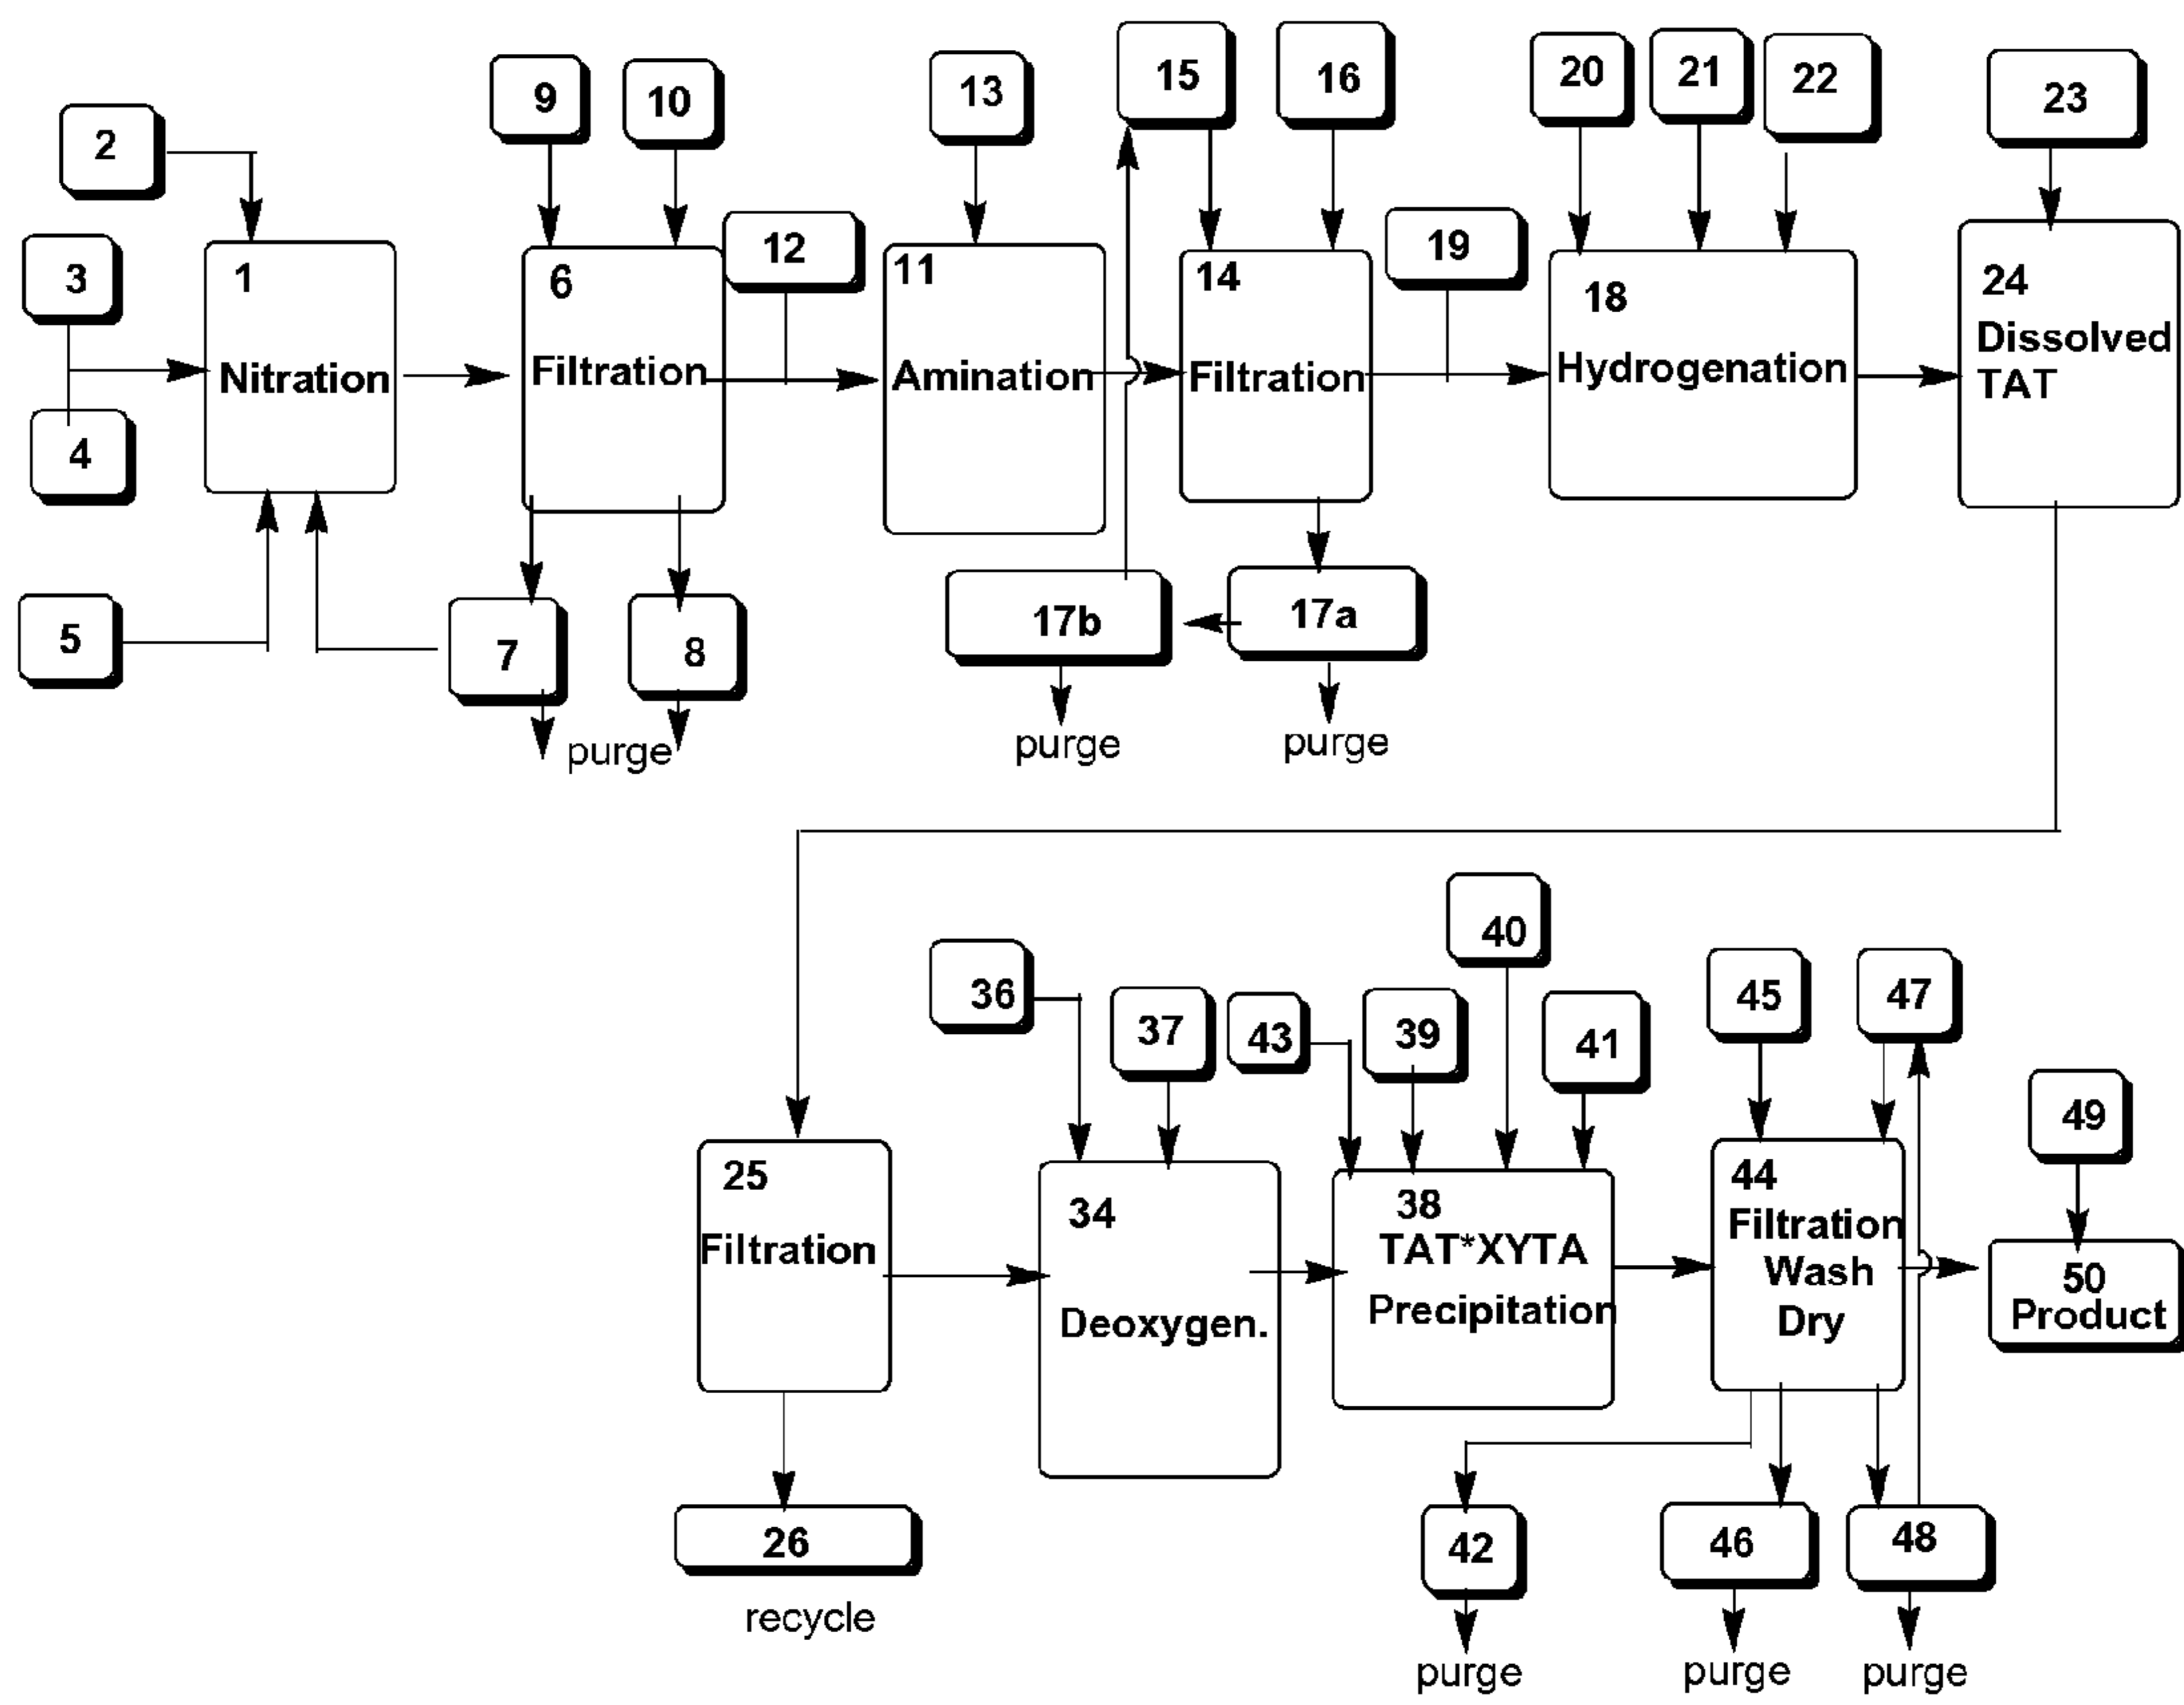 15
16
20
21
22
13
9
10
23
2
12
19
3
1
Nitration
6
Filtration
11
Amination
14
Filtration
18
Hydrogenation
24
Dissolved
TAT
4
5
7
8
17b
17a
purge
purge
purge
40
36
37
43
39
41
45
47
49
25
Filtration
34
Deoxygen.
38
TAT*XYTA
Precipitation
44
Filtration
Wash
Dry
50
Product
26
recycle
42
46
48
purge
purge
purge